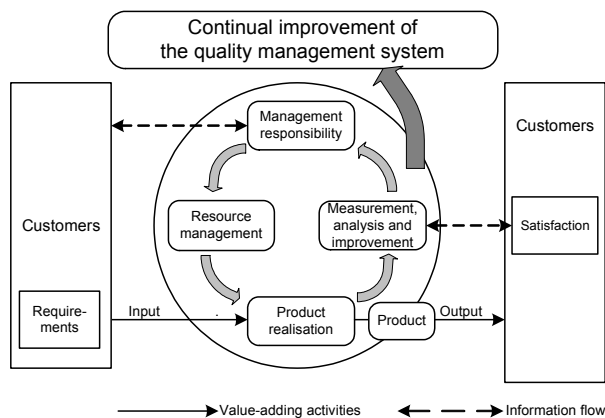 Continual improvement of
the quality management system
Customers
Require-
ments
Management
responsibility
Resource
management
Measurement,
analysis and
improvement
Input
Product
realisation
Product
Output
Customers
Satisfaction
Value-adding activities
Information flow